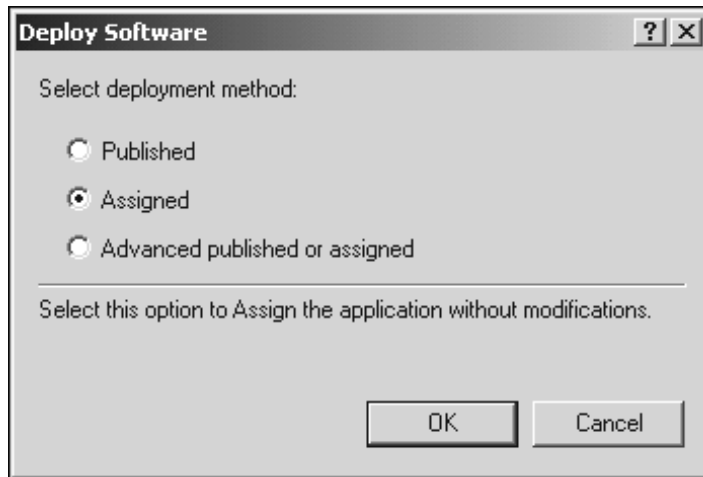 Deploy Software
Select deployment method:
Published
Assigned
Advanced published or assigned
Select this option to Assign the application without modifications.
OK
Cancel